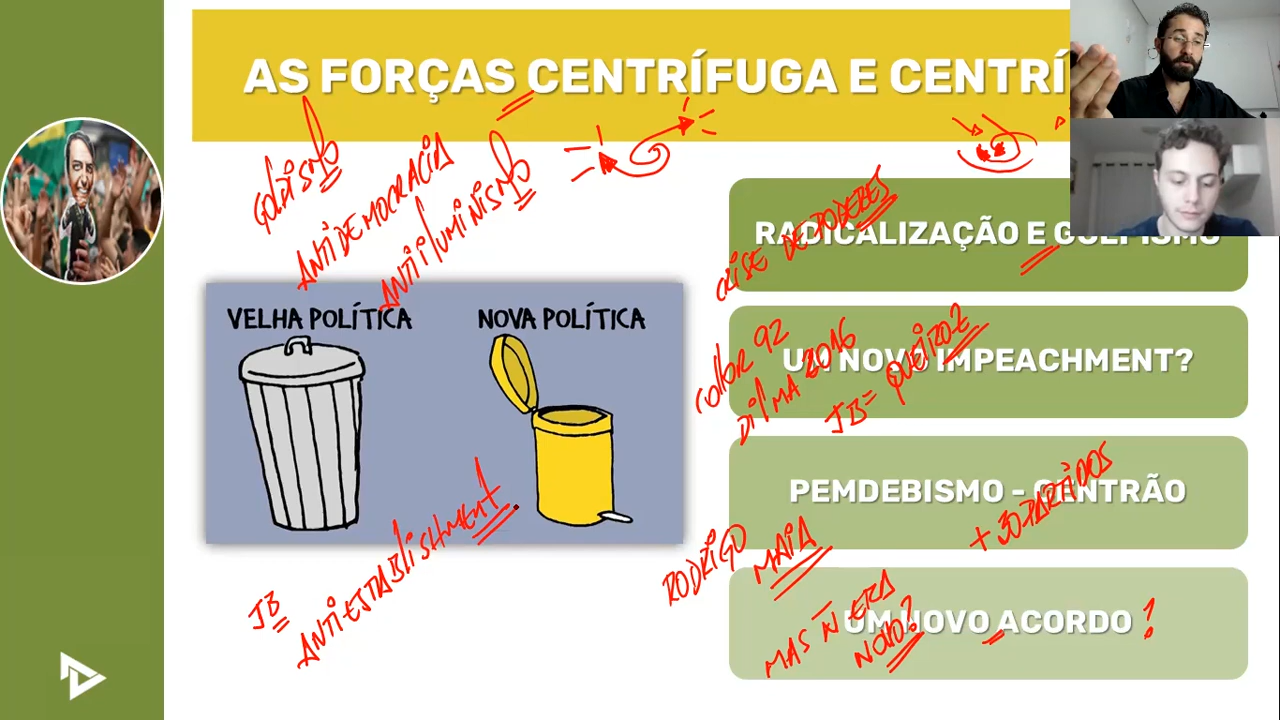 AS FORÇAS CENTRÍFUGA E CENTRÍ
GOLPISMO
ANTIDEMOCRACIA
ANTIILUMINISMO
VELHA POLÍTICA
NOVA POLÍTICA
JB
ANTIESTABLISHMENT
CRISE DE PODERES
RADICALIZAÇÃO E GOLPISMO
COLLOR 92
DILMA 2016
JB = QUEIROZ
UM NOVO IMPEACHMENT?
PEMDEBISMO - CENTRÃO
+ 30 PARTIDOS
RODRIGO
MAIA
UM NOVO ACORDO !
MAS Ñ ERA
NOVO?